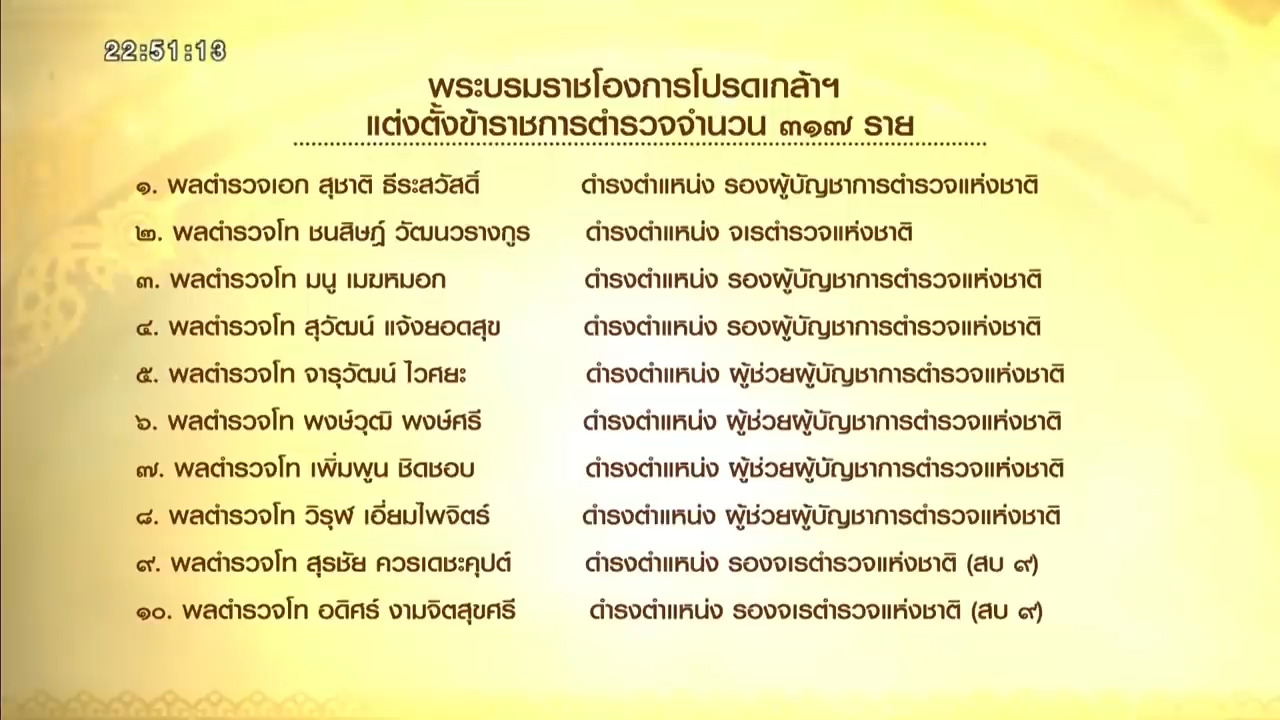 22:51:13
พระบรมราชโองการโปรดเกล้าฯ
แต่งตั้งข้าราชการตำรวจจำนวน ๓๑๗ ราย
๑. พลตำรวจเอก สุชาติ ธีระสวัสดิ์ ดำรงตำแหน่ง รองผู้บัญชาการตำรวจแห่งชาติ
๒. พลตำรวจโท ชนสิษฎ์ วัฒนวรางกูร ดำรงตำแหน่ง จเรตำรวจแห่งชาติ
๓. พลตำรวจโท มนู เมฆหมอก ดำรงตำแหน่ง รองผู้บัญชาการตำรวจแห่งชาติ
๔. พลตำรวจโท สุวัฒน์ แจ้งยอดสุข ดำรงตำแหน่ง รองผู้บัญชาการตำรวจแห่งชาติ
๕. พลตำรวจโท จารุวัฒน์ ไวศยะ ดำรงตำแหน่ง ผู้ช่วยผู้บัญชาการตำรวจแห่งชาติ
๖. พลตำรวจโท พงษ์วุฒิ พงษ์ศรี ดำรงตำแหน่ง ผู้ช่วยผู้บัญชาการตำรวจแห่งชาติ
๗. พลตำรวจโท เพิ่มพูน ชิดชอบ ดำรงตำแหน่ง ผู้ช่วยผู้บัญชาการตำรวจแห่งชาติ
๘. พลตำรวจโท วิรุฬ เอี่ยมไพจิตร์ ดำรงตำแหน่ง ผู้ช่วยผู้บัญชาการตำรวจแห่งชาติ
๙. พลตำรวจโท สุรชัย ควรเดชะคุปต์ ดำรงตำแหน่ง รองจเรตำรวจแห่งชาติ (สบ ๙)
๑๐. พลตำรวจโท อดิศร์ งามจิตสุขศรี ดำรงตำแหน่ง รองจเรตำรวจแห่งชาติ (สบ ๙)